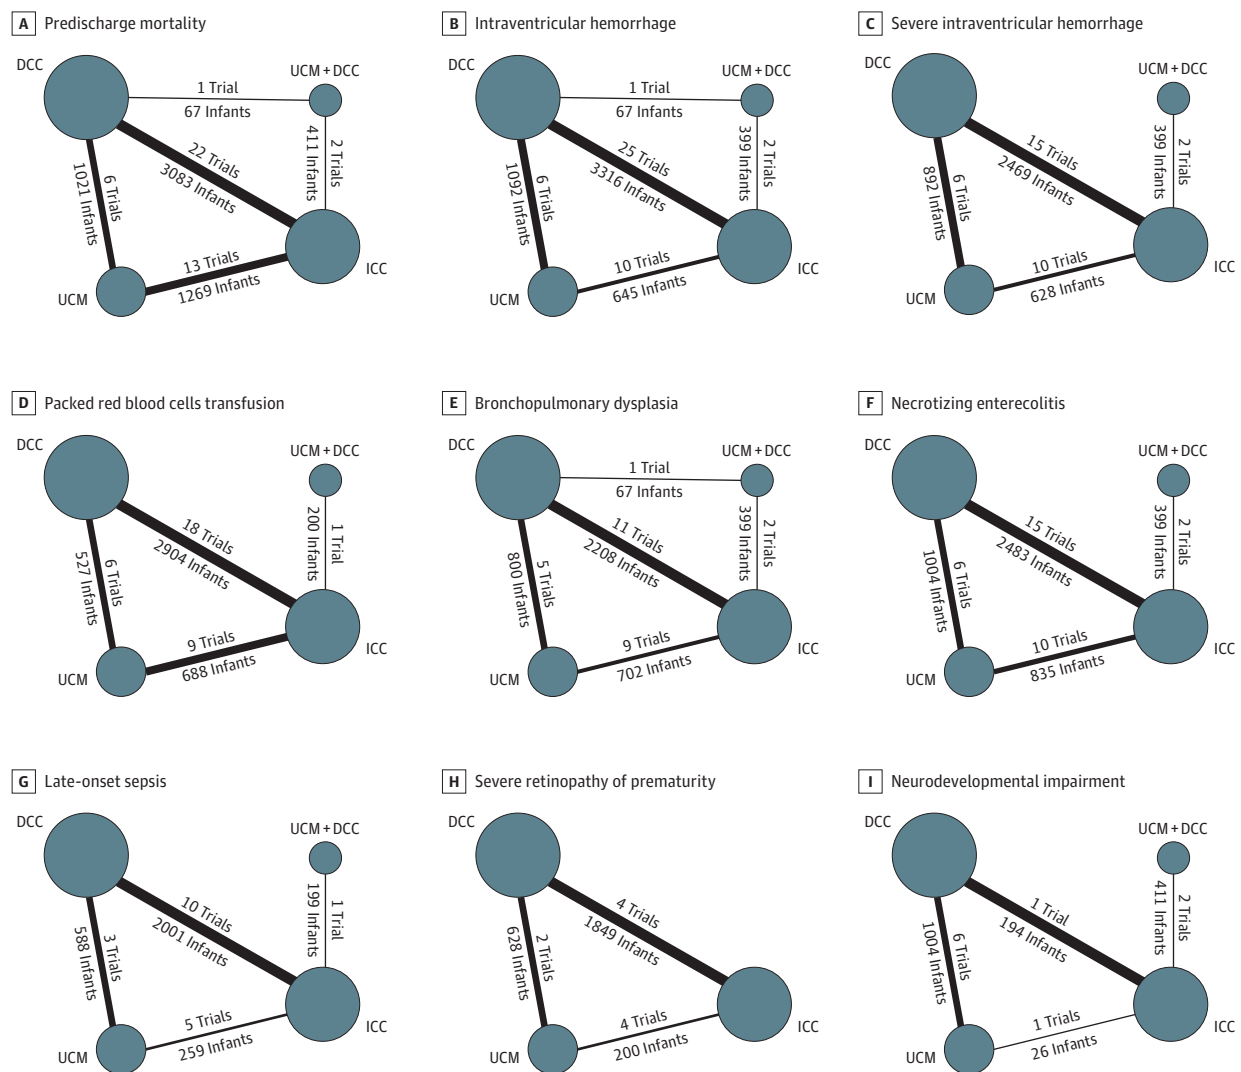 A Predischarge mortality
DCC
UCM + DCC
1 Trial
67 Infants
2 Trials
411 Infants
22 Trials
3083 Infants
6 Trials
1021 Infants
13 Trials
1269 Infants
ICC
UCM
B Intraventricular hemorrhage
DCC
UCM + DCC
1 Trial
67 Infants
2 Trials
399 Infants
25 Trials
3316 Infants
6 Trials
1092 Infants
10 Trials
645 Infants
ICC
UCM
C Severe intraventricular hemorrhage
DCC
UCM + DCC
2 Trials
399 Infants
15 Trials
2469 Infants
6 Trials
892 Infants
10 Trials
628 Infants
ICC
UCM
D Packed red blood cells transfusion
DCC
UCM + DCC
1 Trial
200 Infants
18 Trials
2904 Infants
6 Trials
527 Infants
9 Trials
688 Infants
ICC
UCM
E Bronchopulmonary dysplasia
DCC
UCM + DCC
1 Trial
67 Infants
2 Trials
399 Infants
11 Trials
2208 Infants
5 Trials
800 Infants
9 Trials
702 Infants
ICC
UCM
F Necrotizing enterecolitis
DCC
UCM + DCC
2 Trials
399 Infants
15 Trials
2483 Infants
6 Trials
1004 Infants
10 Trials
835 Infants
ICC
UCM
G Late-onset sepsis
DCC
UCM + DCC
1 Trial
199 Infants
10 Trials
2001 Infants
3 Trials
588 Infants
5 Trials
259 Infants
ICC
UCM
H Severe retinopathy of prematurity
DCC
4 Trials
1849 Infants
2 Trials
628 Infants
4 Trials
200 Infants
ICC
UCM
I Neurodevelopmental impairment
DCC
UCM + DCC
2 Trials
411 Infants
1 Trial
194 Infants
6 Trials
1004 Infants
1 Trials
26 Infants
ICC
UCM